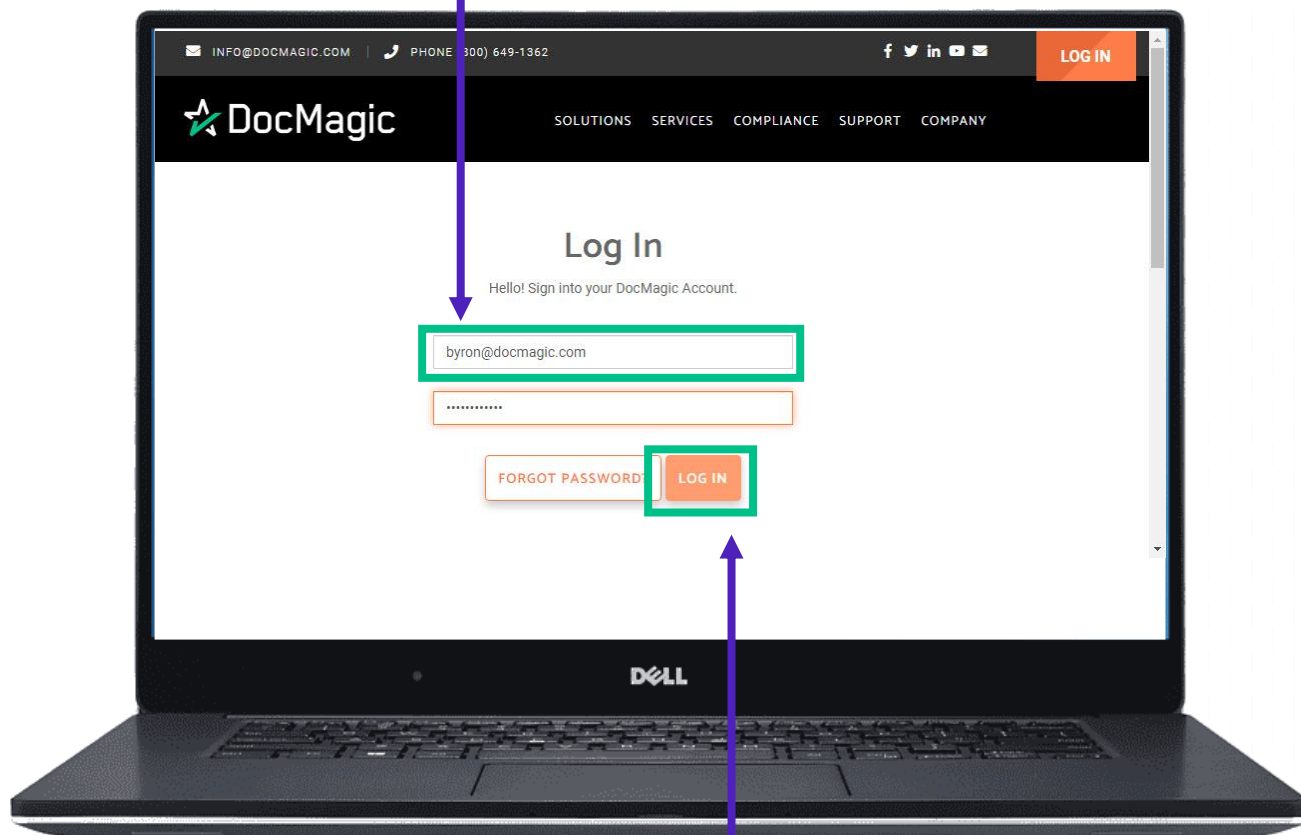 INFO@DOCMAGIC.COM | PHONE (800) 649-1362
LOG IN
DocMagic
SOLUTIONS SERVICES COMPLIANCE SUPPORT COMPANY
Log In
Hello! Sign into your DocMagic Account.
byron@docmagic.com
••••••••••••
FORGOT PASSWORD? LOG IN
DELL